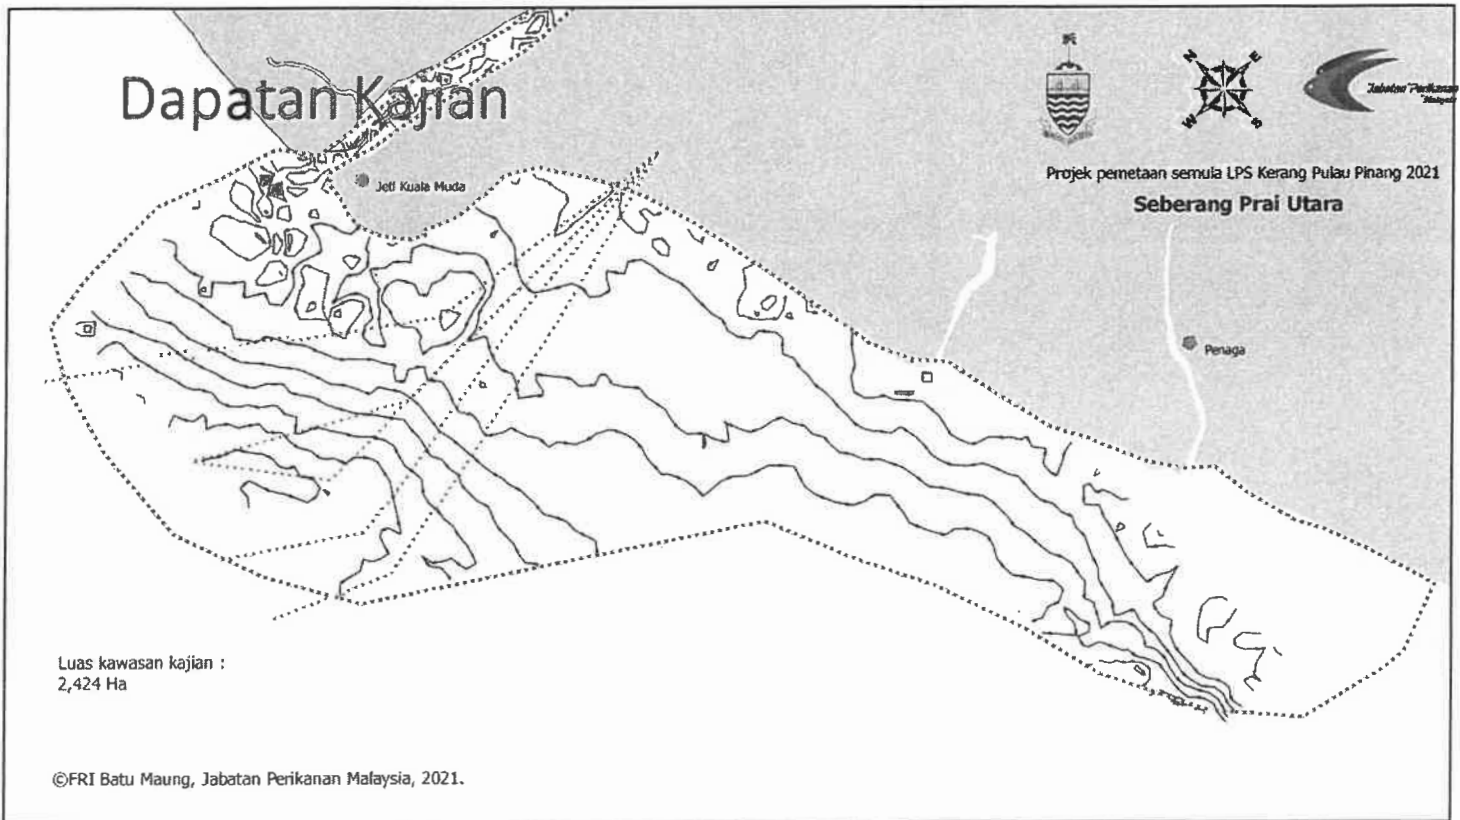 Dapatan Kajian
N
E
W
S
Jabatan Perikanan
Malaysia
Projek pemetaan semula LPS Kerang Pulau Pinang 2021
Seberang Prai Utara
Jeti Kuala Muda
Penaga
Luas kawasan kajian :
2,424 Ha
©FRI Batu Maung, Jabatan Perikanan Malaysia, 2021.